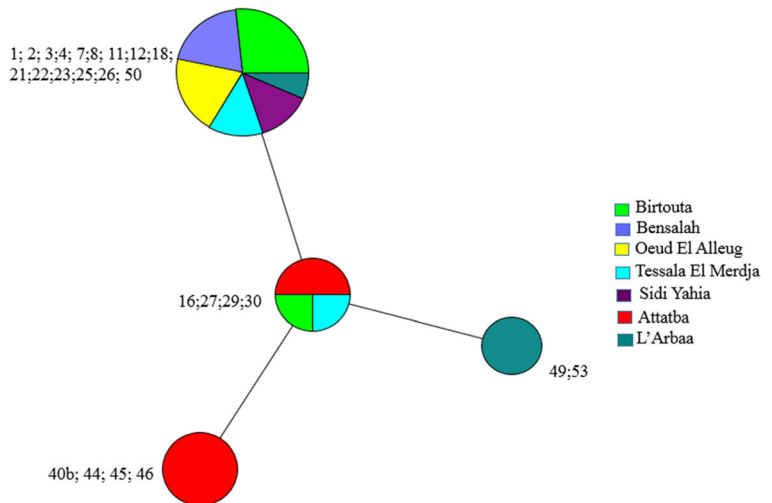 1; 2; 3;4; 7;8; 11;12;18;
21;22;23;25;26; 50
16;27;29;30
49;53
40b; 44; 45; 46
Birtouta
Bensalah
Oeud El Alleug
Tessala El Merdja
Sidi Yahia
Attatba
L’Arbaa